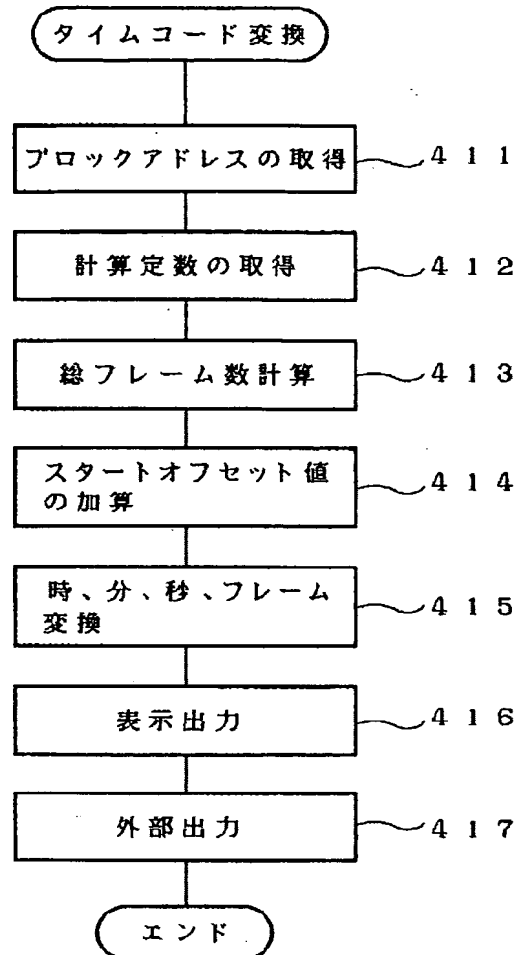 タイムコード変換
ブロックアドレスの取得
411
計算定数の取得
412
総フレーム数計算
413
スタートオフセット値
の加算
414
時、分、秒、フレーム
変換
415
表示出力
416
外部出力
417
エンド